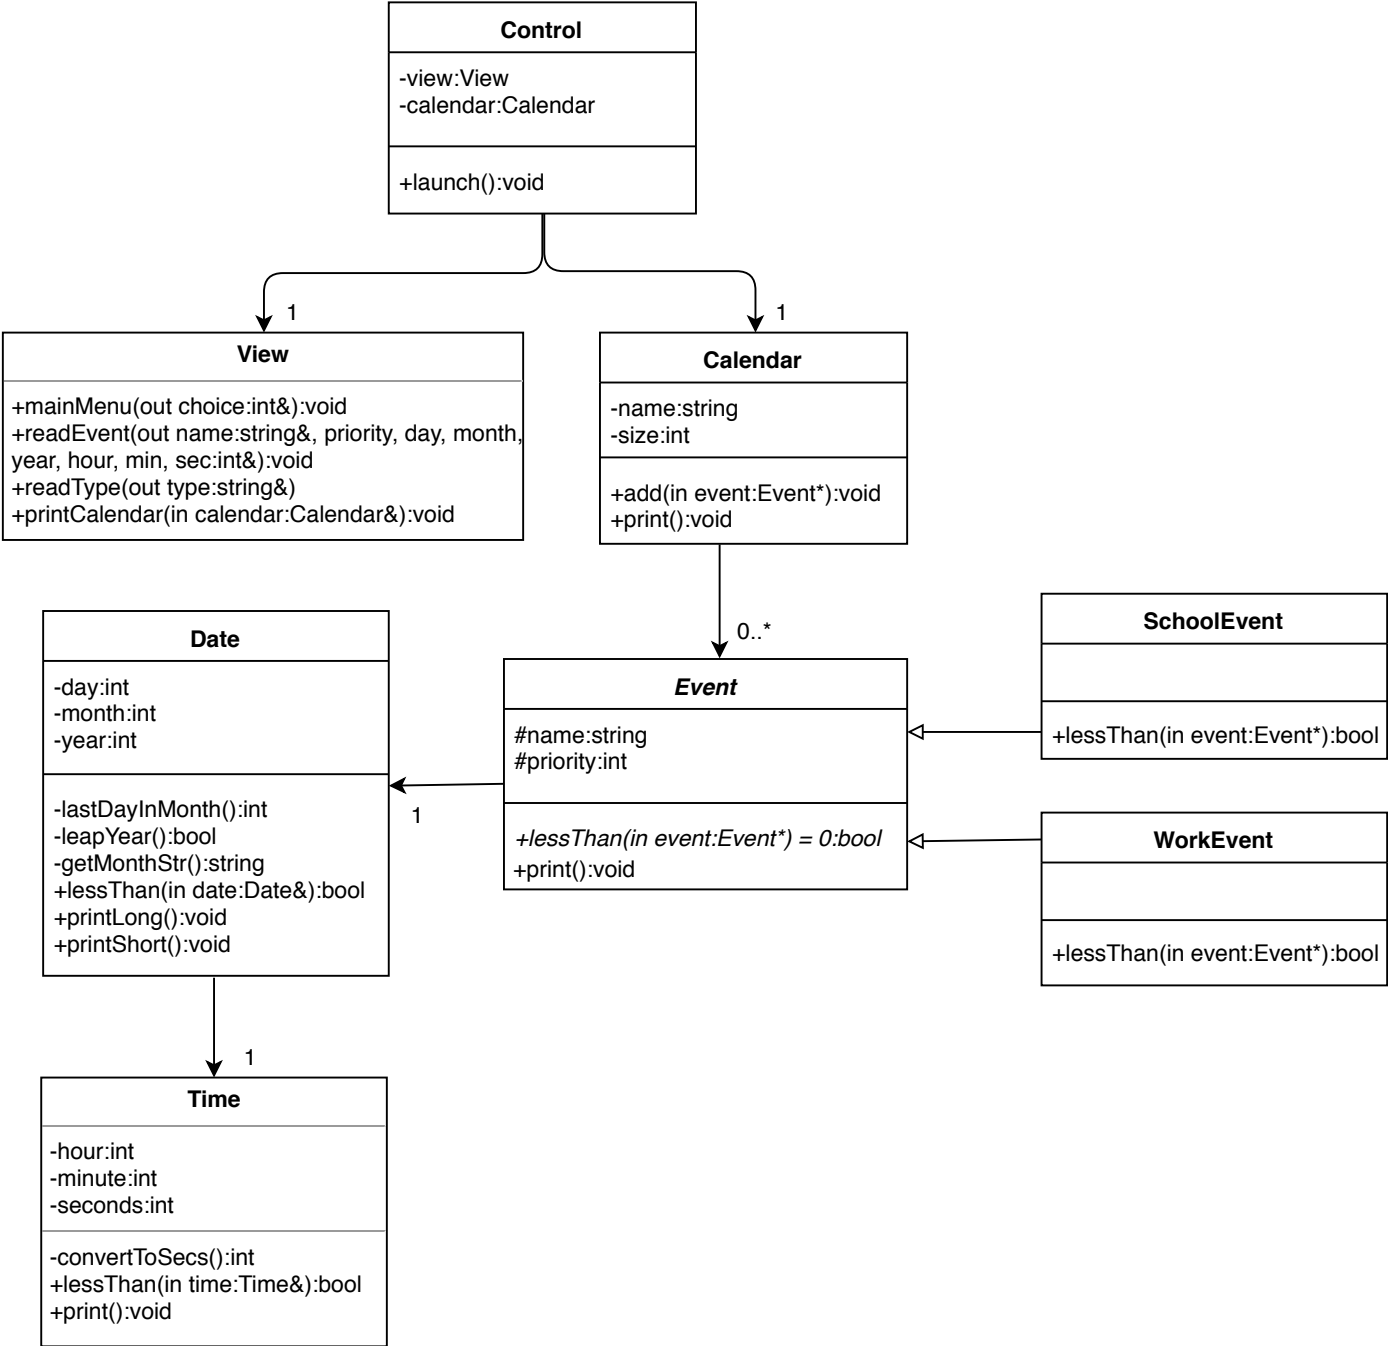 Control
-view:View
-calendar:Calendar
+launch():void
1
1
View
+mainMenu(out choice:int&):void
+readEvent(out name:string&, priority, day, month,
year, hour, min, sec:int&):void
+readType(out type:string&)
+printCalendar(in calendar:Calendar&):void
Calendar
-name:string
-size:int
+add(in event:Event*):void
+print():void
0..*
Date
-day:int
-month:int
-year:int
-lastDayInMonth():int
-leapYear():bool
-getMonthStr():string
+lessThan(in date:Date&):bool
+printLong():void
+printShort():void
1
Event
#name:string
#priority:int
+lessThan(in event:Event*) = 0:bool
+print():void
SchoolEvent
+lessThan(in event:Event*):bool
WorkEvent
+lessThan(in event:Event*):bool
1
Time
-hour:int
-minute:int
-seconds:int
-convertToSecs():int
+lessThan(in time:Time&):bool
+print():void